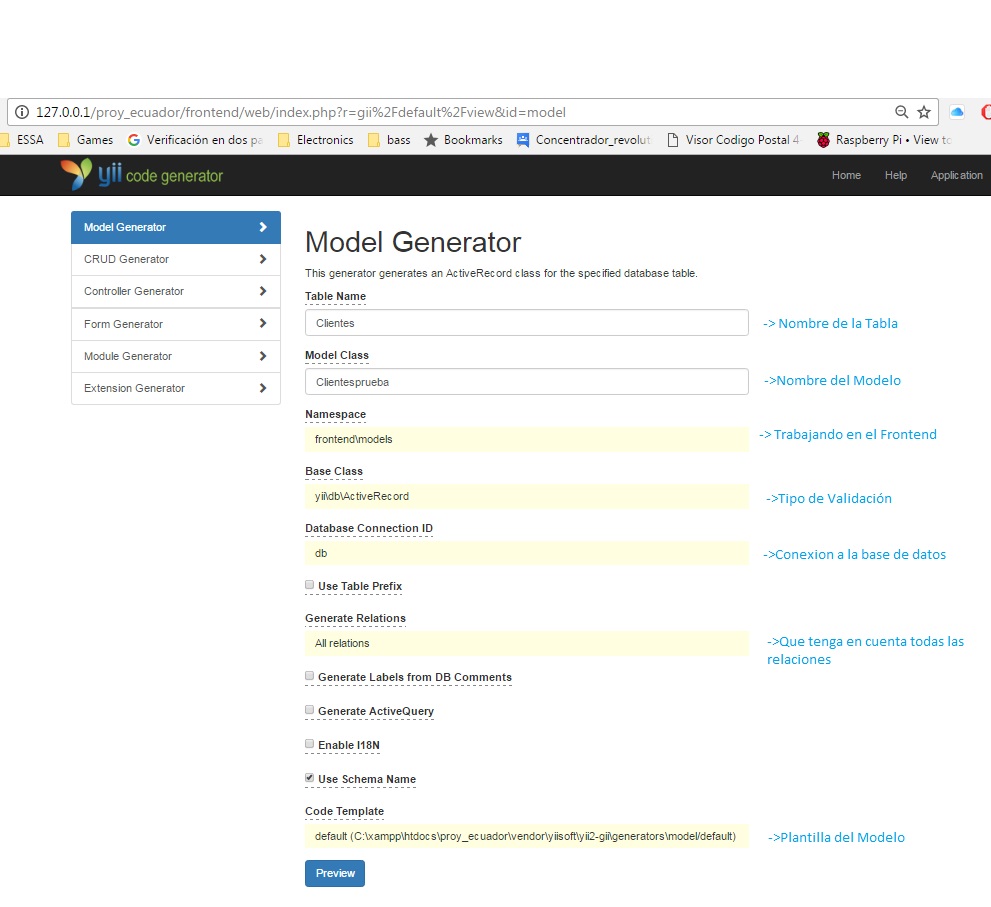 127.0.0.1/proy_ecuador/frontend/web/index.php?r=gii%2Fdefault%2Fview&id=model
ESSA Games Verificación en dos pa Electronics bass Bookmarks Concentrador_revolut Visor Codigo Postal 4 Raspberry Pi • View to
yii code generator Home Help Application
Model Generator
CRUD Generator
Controller Generator
Form Generator
Module Generator
Extension Generator
Model Generator
This generator generates an ActiveRecord class for the specified database table.
Table Name
Clientes -> Nombre de la Tabla
Model Class
Clientesprueba ->Nombre del Modelo
Namespace
frontend\models -> Trabajando en el Frontend
Base Class
yii\db\ActiveRecord ->Tipo de Validación
Database Connection ID
db ->Conexion a la base de datos
Use Table Prefix
Generate Relations
All relations ->Que tenga en cuenta todas las
relaciones
Generate Labels from DB Comments
Generate ActiveQuery
Enable I18N
Use Schema Name
Code Template
default (C:\xampp\htdocs\proy_ecuador\vendor\yiisoft\yii2-gii\generators\model/default) ->Plantilla del Modelo
Preview